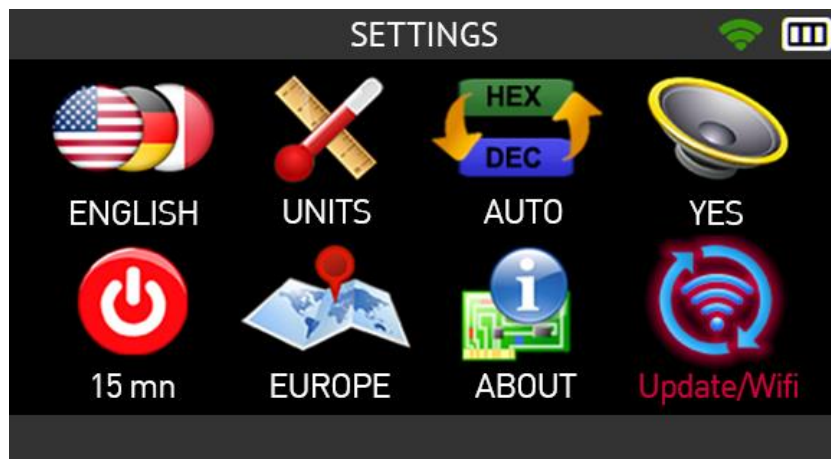 SETTINGS
HEX
DEC
ENGLISH UNITS AUTO YES
i
15 mn EUROPE ABOUT Update/Wifi